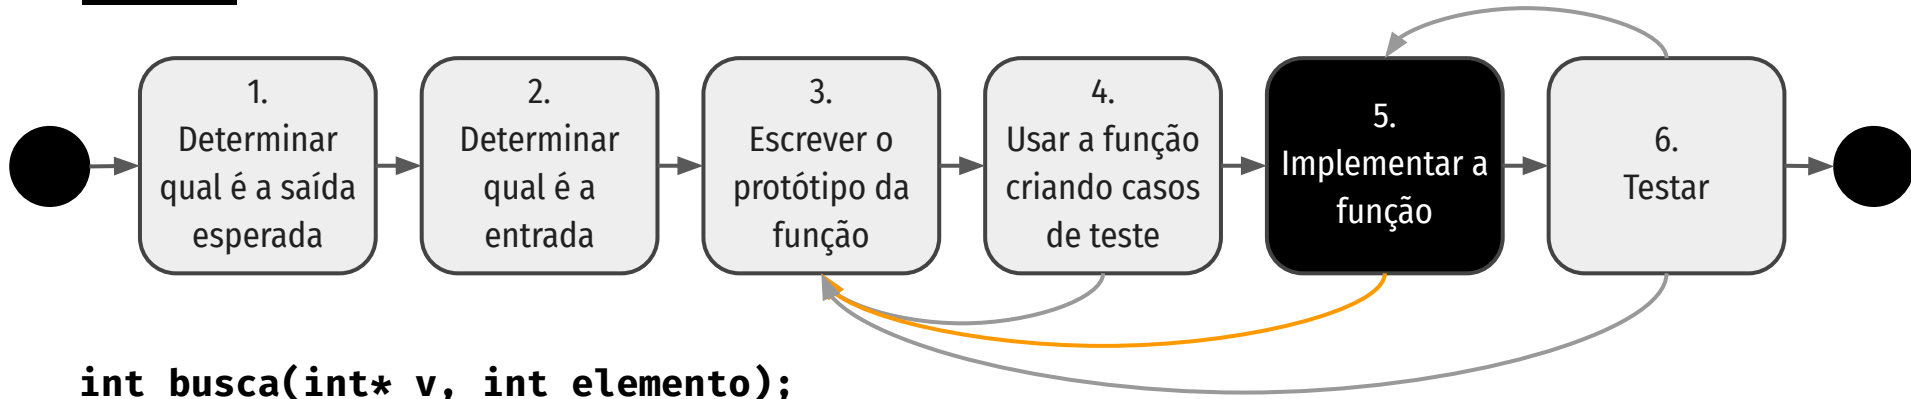 1.
Determinar
qual é a saída
esperada
2.
Determinar
qual é a
entrada
3.
Escrever o
protótipo da
função
4.
Usar a função
criando casos
de teste
5.
Implementar a
função
6.
Testar
int busca(int* v, int elemento);